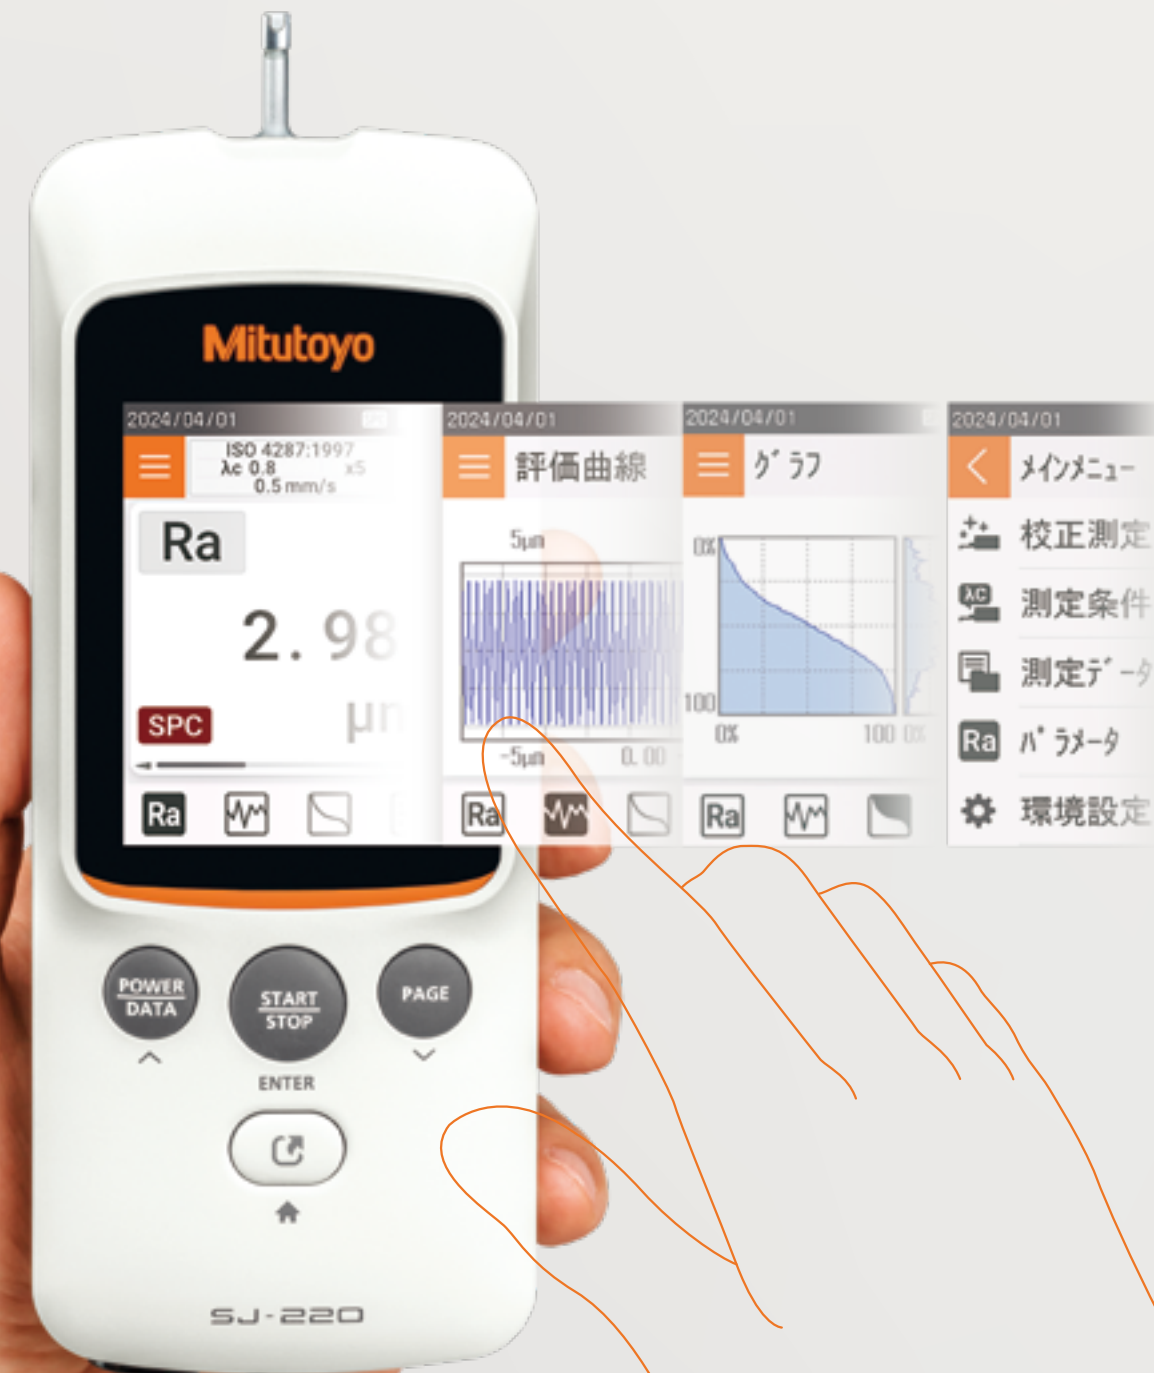 Mitutoyo
2024/04/01
ISO 4287:1997
λc 0.8 x5
0.5 mm/s
Ra
2.98
SPC
Ra
2024/04/01
評価曲線
5µm
-5µm 0.00
Ra
2024/04/01
グラフ
0%
100
0% 100 0%
Ra
2024/04/01
メインメニュー
校正測定
λC
測定条件
測定データ
Ra
パラメータ
環境設定
POWER
DATA
START
STOP
PAGE
ENTER
SJ-220